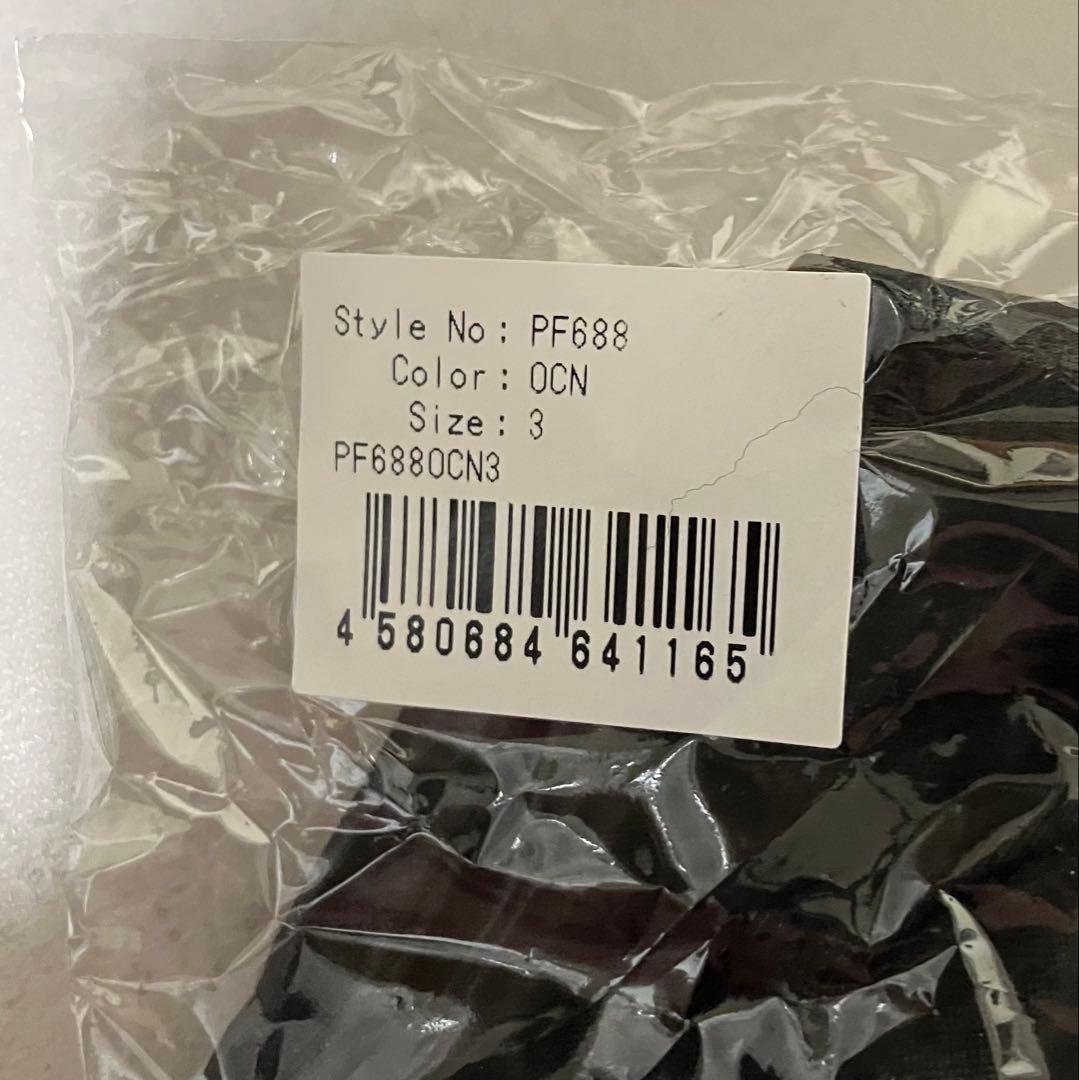 Style No: PF688
Color: OCN
Size: 3
PF688OCN3
4 580684 641165